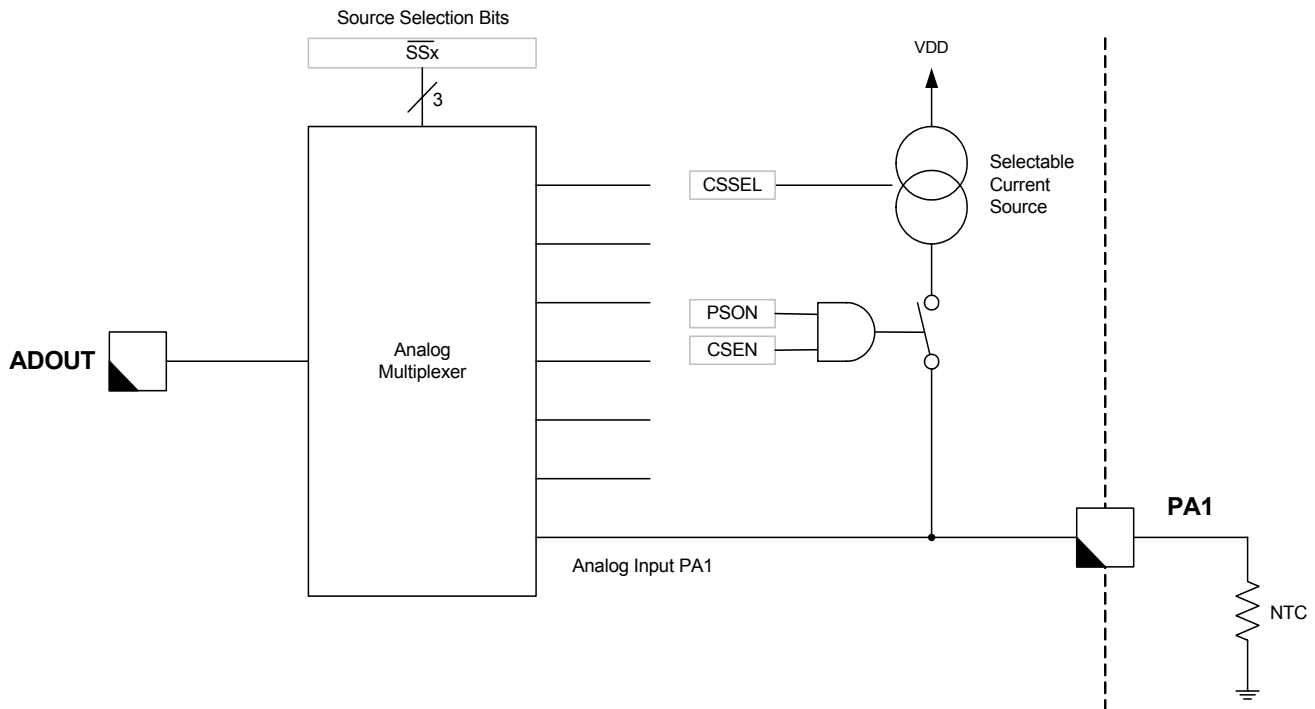 Source Selection Bits
SSx
3
VDD
CSSEL
Selectable
Current
Source
PSON
CSEN
ADOUT
Analog
Multiplexer
PA1
Analog Input PA1
NTC